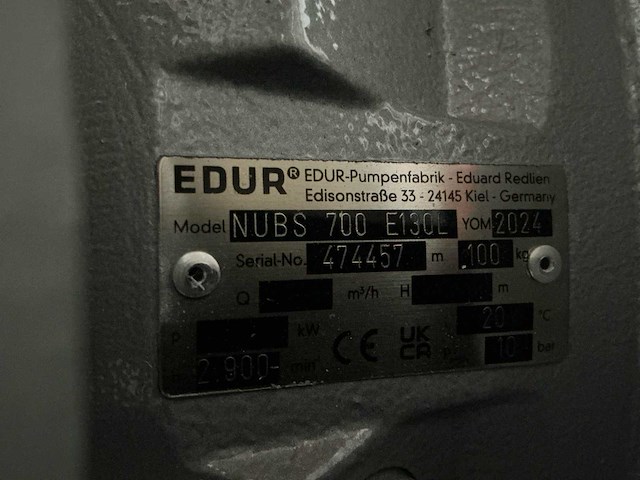 EDUR® EDUR-Pumpenfabrik - Eduard Redlien
Edisonstraße 33 - 24145 Kiel - Germany
Model NUBS 700 E130L YOM 2024
Serial-No. 474457 m 100 kg
Q m³/h H m
P kW 20 °C
2.900 min CE UK CA 10 bar